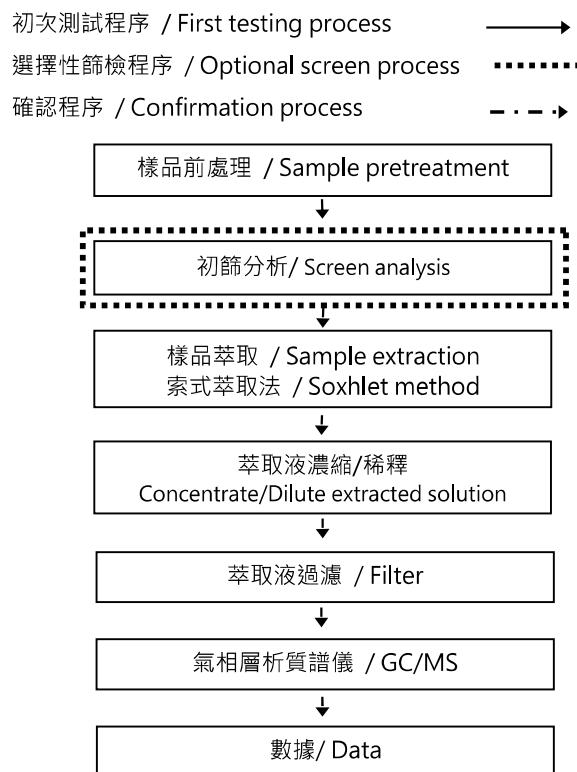 初次測試程序 / First testing process
選擇性篩檢程序 / Optional screen process
確認程序 / Confirmation process
樣品前處理 / Sample pretreatment
初篩分析/ Screen analysis
樣品萃取 / Sample extraction
索式萃取法 / Soxhlet method
萃取液濃縮/稀釋
Concentrate/Dilute extracted solution
萃取液過濾 / Filter
氣相層析質譜儀 / GC/MS
數據/ Data